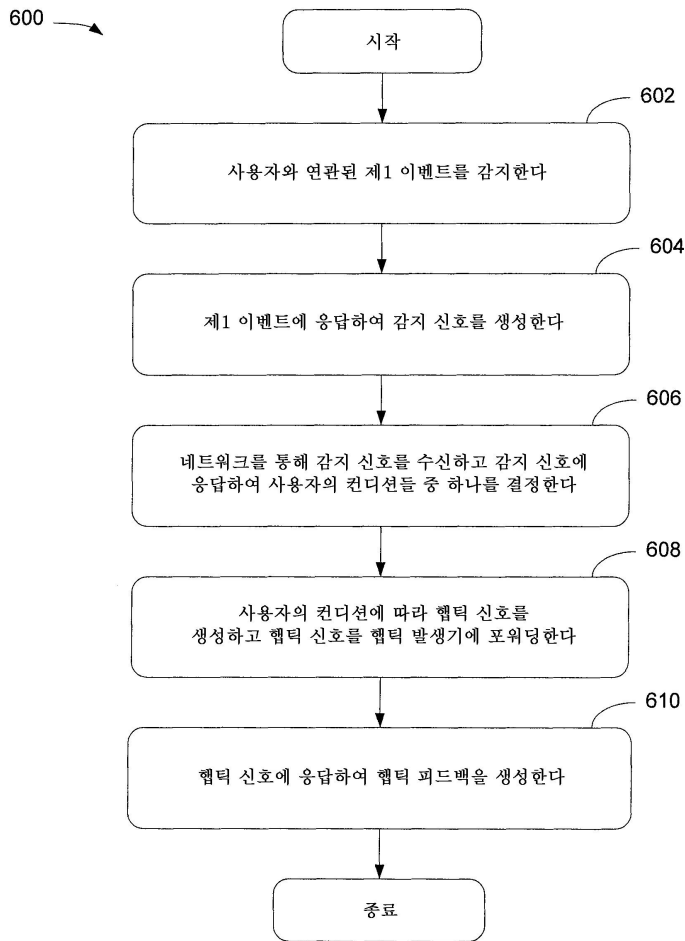 600
시작
602
사용자와 연관된 제1 이벤트를 감지한다
604
제1 이벤트에 응답하여 감지 신호를 생성한다
606
네트워크를 통해 감지 신호를 수신하고 감지 신호에
응답하여 사용자의 컨디션들 중 하나를 결정한다
608
사용자의 컨디션에 따라 햅틱 신호를
생성하고 햅틱 신호를 햅틱 발생기에 포워딩한다
610
햅틱 신호에 응답하여 햅틱 피드백을 생성한다
종료